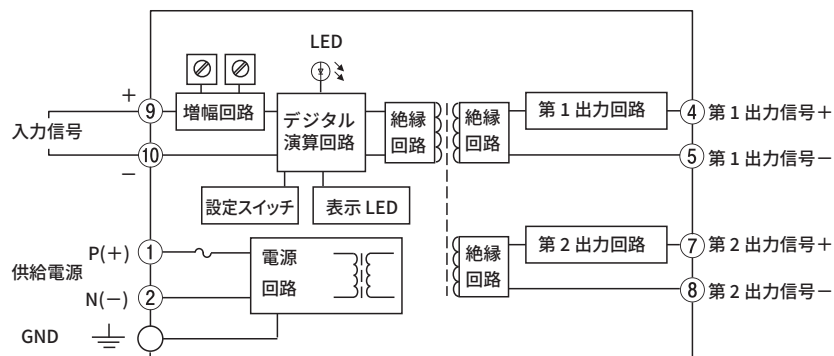 LED
+
⑨
増幅回路
デジタル
演算回路
絶縁
回路
絶縁
回路
第1出力回路
④
第1出力信号+
入力信号
⑩
−
⑤
第1出力信号−
設定スイッチ
表示 LED
P(+)
①
電源
回路
供給電源
N(−)
②
GND
絶縁
回路
第2出力回路
⑦
第2出力信号+
⑧
第2出力信号−